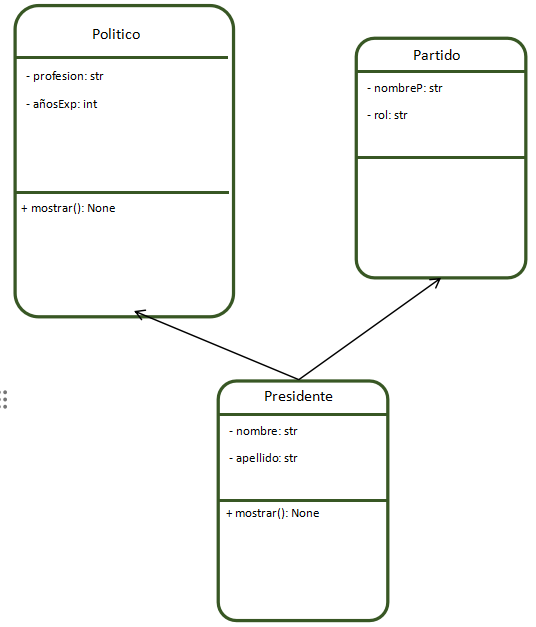 Politico
- profesion: str
- añosExp: int
+ mostrar(): None
Partido
- nombreP: str
- rol: str
Presidente
- nombre: str
- apellido: str
+ mostrar(): None